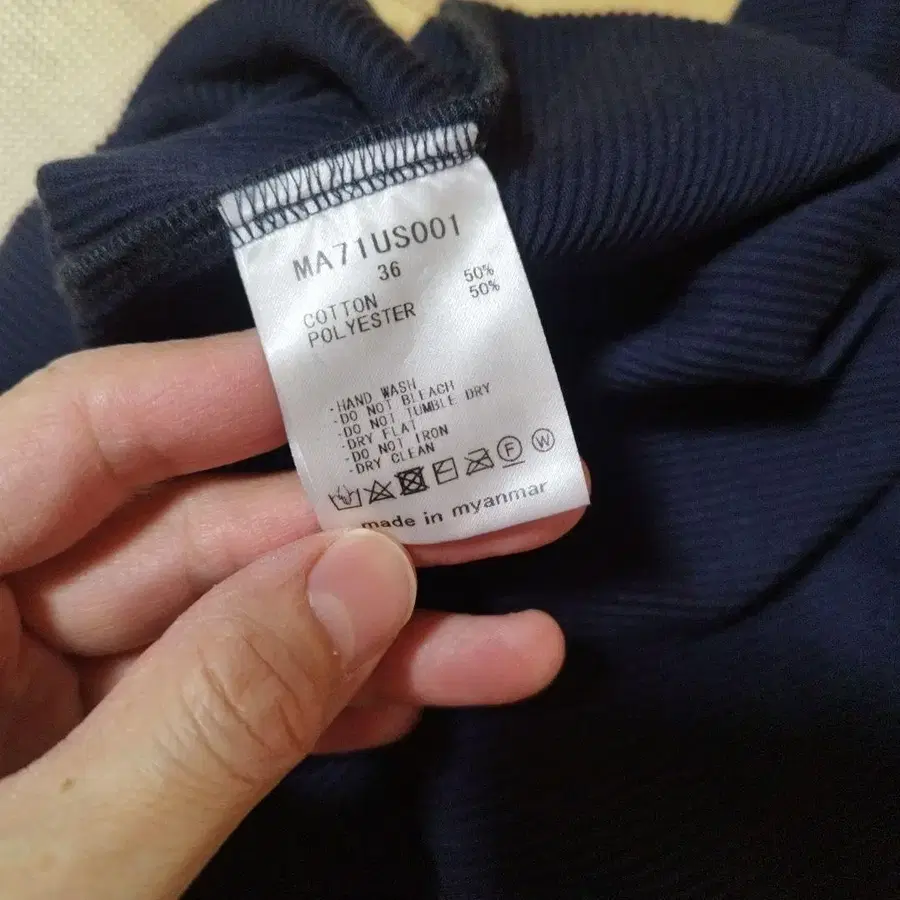 MA71US001
36
COTTON 50%
POLYESTER 50%
-HAND WASH
-DO NOT BLEACH
-DO NOT TUMBLE DRY
-DRY FLAT
-DO NOT IRON
-DRY CLEAN
F W
made in myanmar